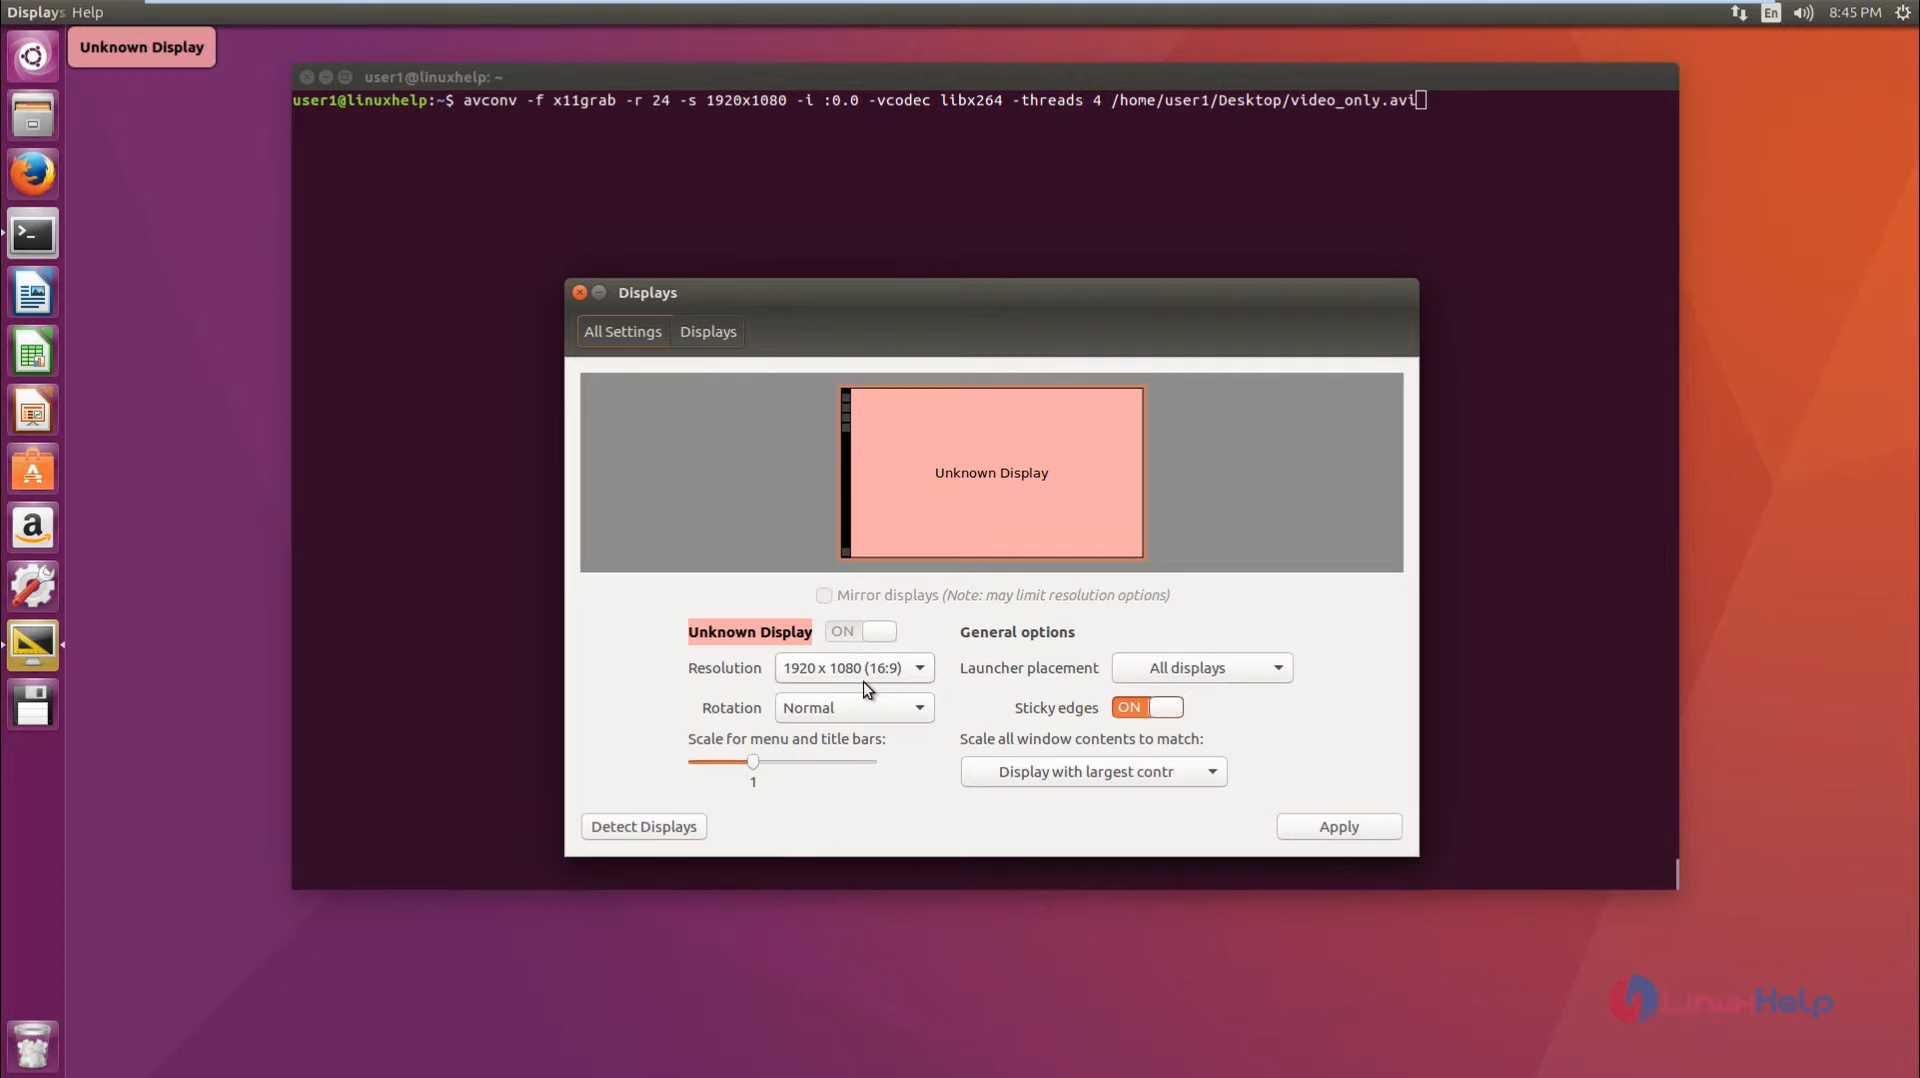 Displays Help
En
8:45 PM
Unknown Display
user1@linuxhelp: ~
user1@linuxhelp:~$ avconv -f x11grab -r 24 -s 1920x1080 -i :0.0 -vcodec libx264 -threads 4 /home/user1/Desktop/video_only.avi
Displays
All Settings Displays
Unknown Display
Mirror displays (Note: may limit resolution options)
Unknown Display ON
General options
Resolution 1920 x 1080 (16:9)
Launcher placement All displays
Rotation Normal
Sticky edges ON
Scale for menu and title bars:
1
Scale all window contents to match:
Display with largest contr
Detect Displays
Apply
LinuxHelp